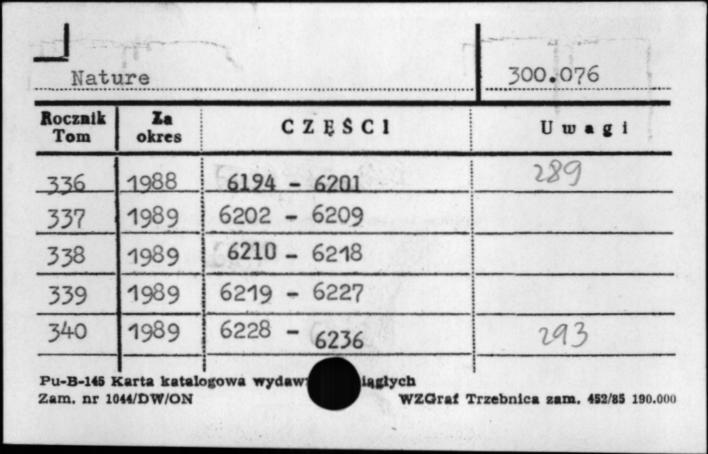 Nature 300.076
Rocznik Tom Za okres CZĘŚCI Uwagi
336 1988 6194 - 6201 289
337 1989 6202 - 6209
338 1989 6210 - 6218
339 1989 6219 - 6227
340 1989 6228 - 6236 293
Pu-B-145 Karta katalogowa
Zam. nr 1044/DW/ON WZGraf Trzebnica zam. 452/85 190.000